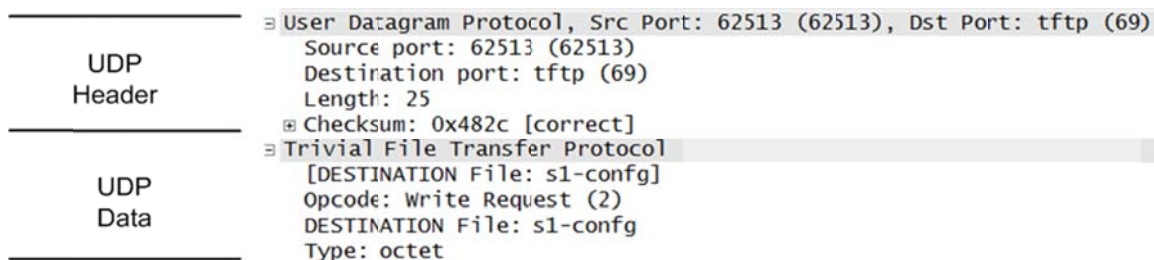 User Datagram Protocol, Src Port: 62513 (62513), Dst Port: tftp (69)
Source port: 62513 (62513)
Destination port: tftp (69)
Length: 25
Checksum: 0x482c [correct]
UDP
Header
Trivial File Transfer Protocol
[DESTINATION File: s1-confg]
Opcode: Write Request (2)
DESTINATION File: s1-confg
Type: octet
UDP
Data